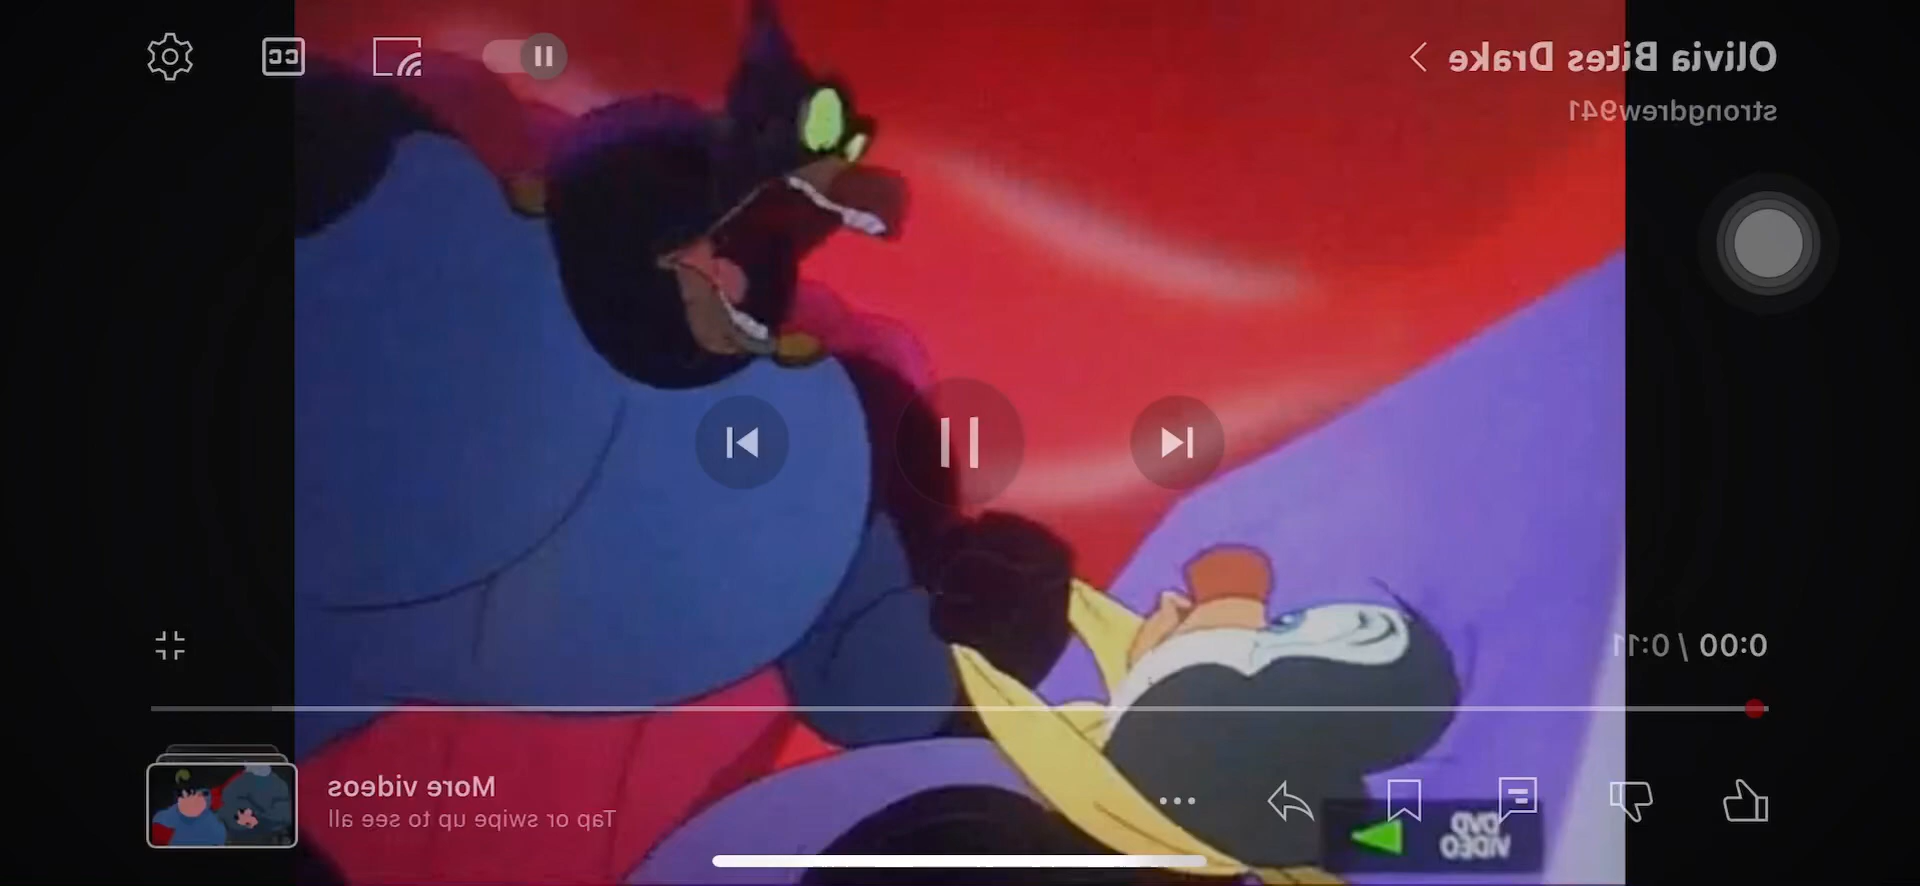 Olivia Bites Drake
strongdrew941
CC
0:00 / 0:11
More videos
Tap or swipe up to see all
DVD
VIDEO